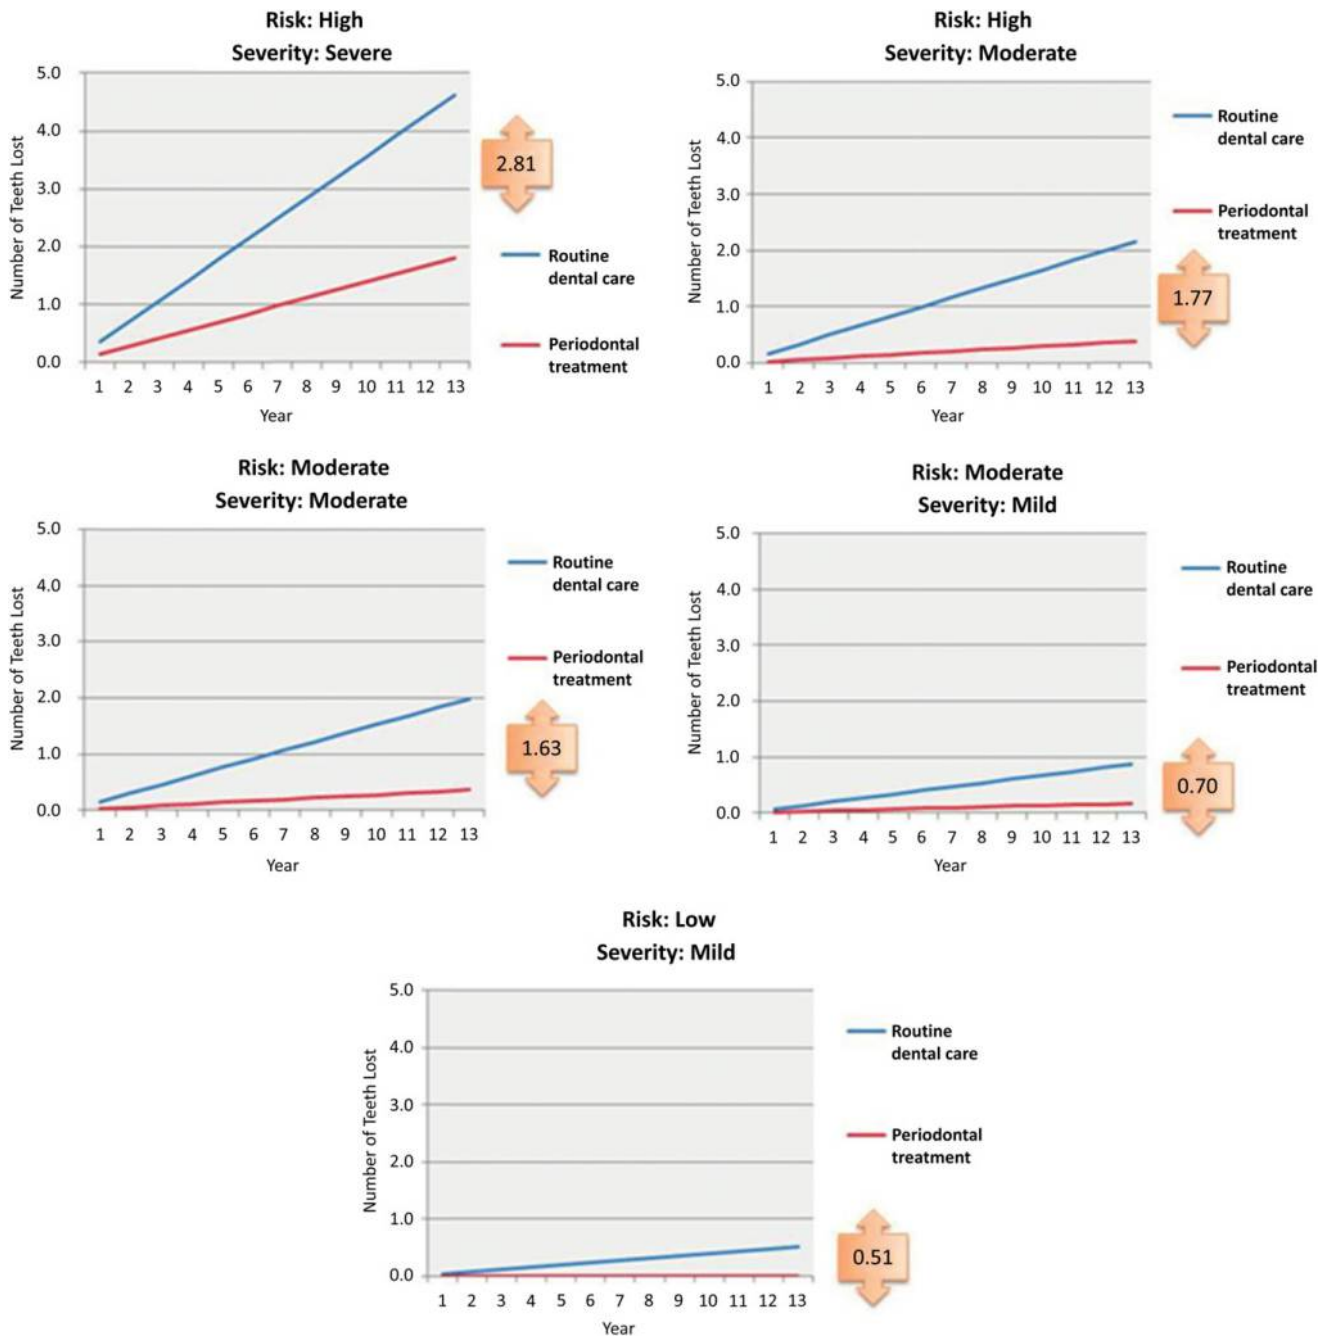 Risk: High
Severity: Severe
5.0
4.0
3.0
2.0
1.0
0.0
Number of Teeth Lost
1 2 3 4 5 6 7 8 9 10 11 12 13
Year
2.81
Routine
dental care
Periodontal
treatment
Risk: High
Severity: Moderate
5.0
4.0
3.0
2.0
1.0
0.0
Number of Teeth Lost
1 2 3 4 5 6 7 8 9 10 11 12 13
Year
Routine
dental care
Periodontal
treatment
1.77
Risk: Moderate
Severity: Moderate
5.0
4.0
3.0
2.0
1.0
0.0
Number of Teeth Lost
1 2 3 4 5 6 7 8 9 10 11 12 13
Year
Routine
dental care
Periodontal
treatment
1.63
Risk: Moderate
Severity: Mild
5.0
4.0
3.0
2.0
1.0
0.0
Number of Teeth Lost
1 2 3 4 5 6 7 8 9 10 11 12 13
Year
Routine
dental care
Periodontal
treatment
0.70
Risk: Low
Severity: Mild
5.0
4.0
3.0
2.0
1.0
0.0
Number of Teeth Lost
1 2 3 4 5 6 7 8 9 10 11 12 13
Year
Routine
dental care
Periodontal
treatment
0.51